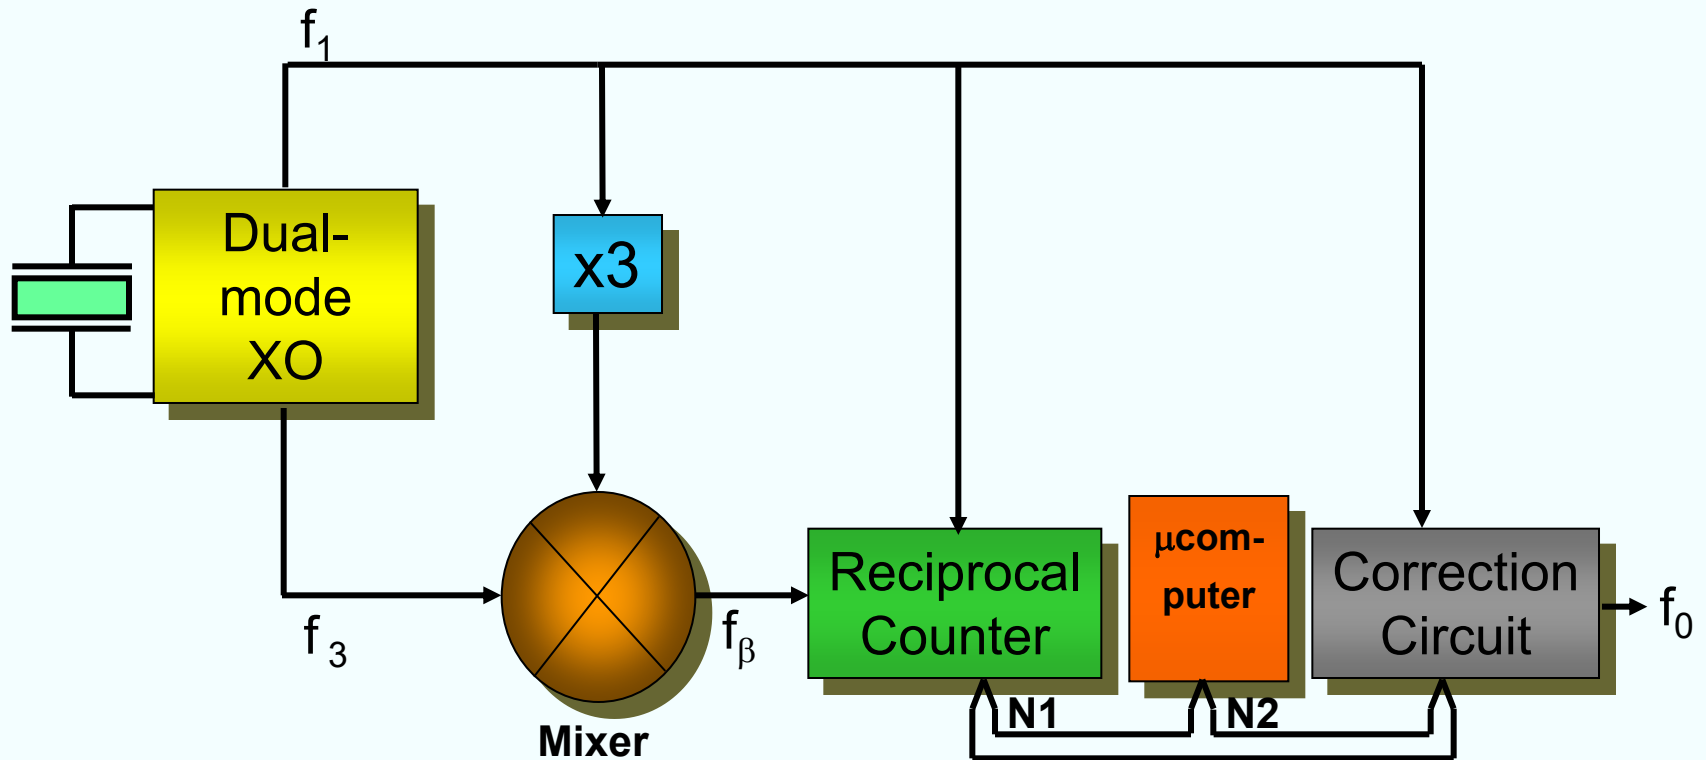 f₁
Dual-
mode
XO
x3
f ₃
Mixer
fᵦ
Reciprocal
Counter
μcom-
puter
Correction
Circuit
f₀
N1
N2